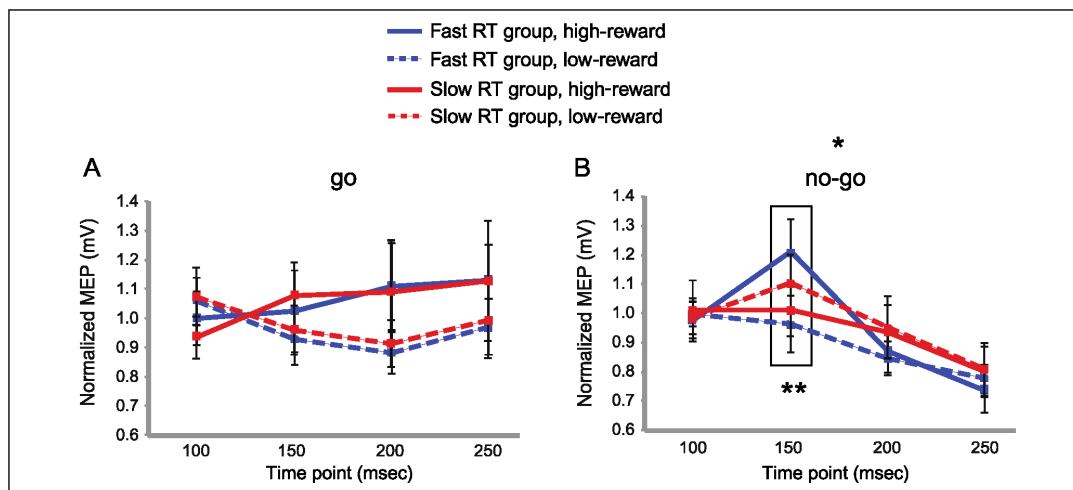 Fast RT group, high-reward
Fast RT group, low-reward
Slow RT group, high-reward
Slow RT group, low-reward
A
go
Normalized MEP (mV)
1.4
1.3
1.2
1.1
1.0
0.9
0.8
0.7
0.6
100 150 200 250
Time point (msec)
*
B
no-go
Normalized MEP (mV)
1.4
1.3
1.2
1.1
1.0
0.9
0.8
0.7
0.6
**
100 150 200 250
Time point (msec)